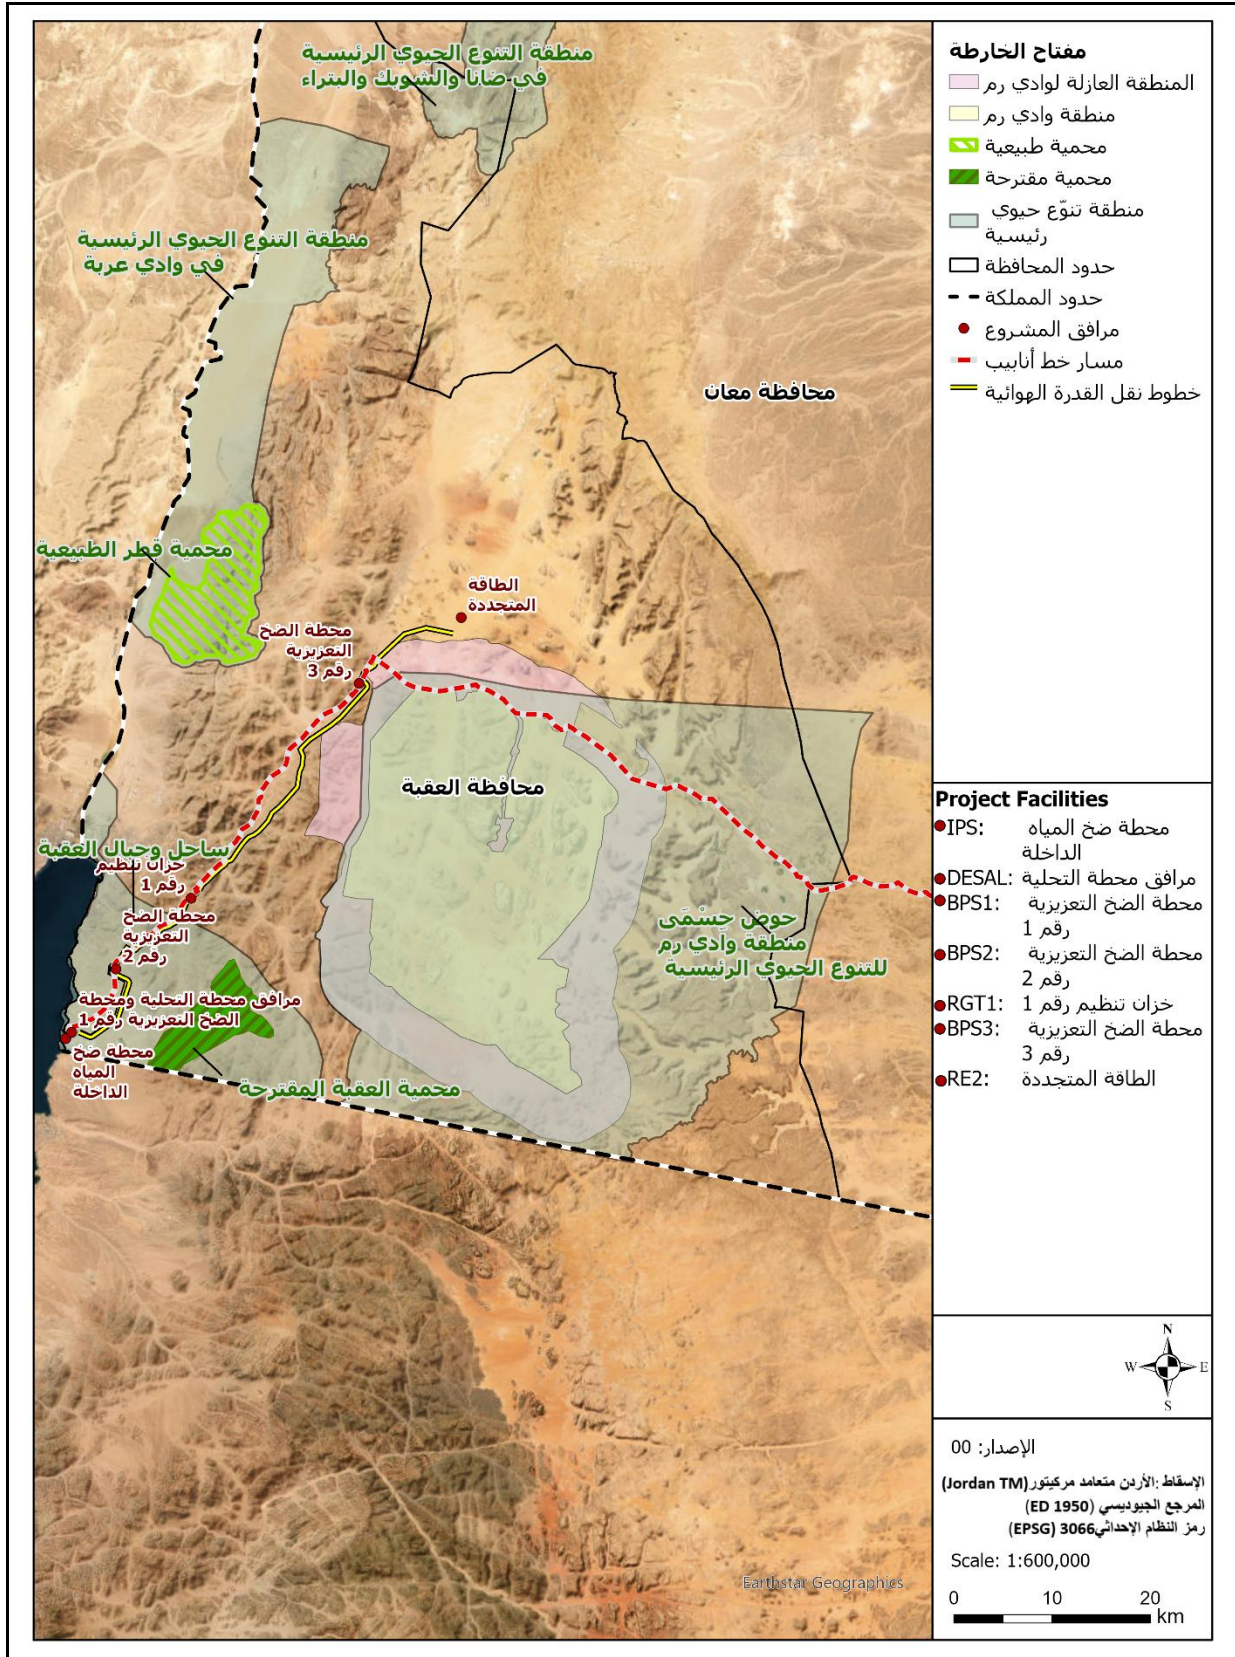 منطقة التنوع الحيوي الرئيسية
في ضانا والشوبك والبتراء
منطقة التنوع الحيوي الرئيسية
في وادي عربة
محافظة معان
محمية قطر الطبيعية
الطاقة
المتجددة
محطة الضخ
التعزيزية
رقم 3
محافظة العقبة
ساحل وجبال العقبة
خزان تنظيم
رقم 1
محطة الضخ
التعزيزية
رقم 2
حوض حِسْمَى
منطقة وادي رم
للتنوع الحيوي الرئيسية
مرافق محطة التحلية ومحطة
الضخ التعزيزية رقم 1
محطة ضخ
المياه
الداخلة
محمية العقبة المقترحة
Earthstar Geographics
مفتاح الخارطة
المنطقة العازلة لوادي رم
منطقة وادي رم
محمية طبيعية
محمية مقترحة
منطقة تنوّع حيوي
رئيسية
حدود المحافظة
حدود المملكة
مرافق المشروع
مسار خط أنابيب
خطوط نقل القدرة الهوائية
Project Facilities
IPS: محطة ضخ المياه
الداخلة
DESAL: مرافق محطة التحلية
BPS1: محطة الضخ التعزيزية
رقم 1
BPS2: محطة الضخ التعزيزية
رقم 2
RGT1: خزان تنظيم رقم 1
BPS3: محطة الضخ التعزيزية
رقم 3
RE2: الطاقة المتجددة
N
W E
S
الإصدار: 00
الإسقاط :الأردن متعامد مركيتور(Jordan TM)
المرجع الجيوديسي (ED 1950)
رمز النظام الإحداثي3066 (EPSG)
Scale: 1:600,000
0 10 20
km